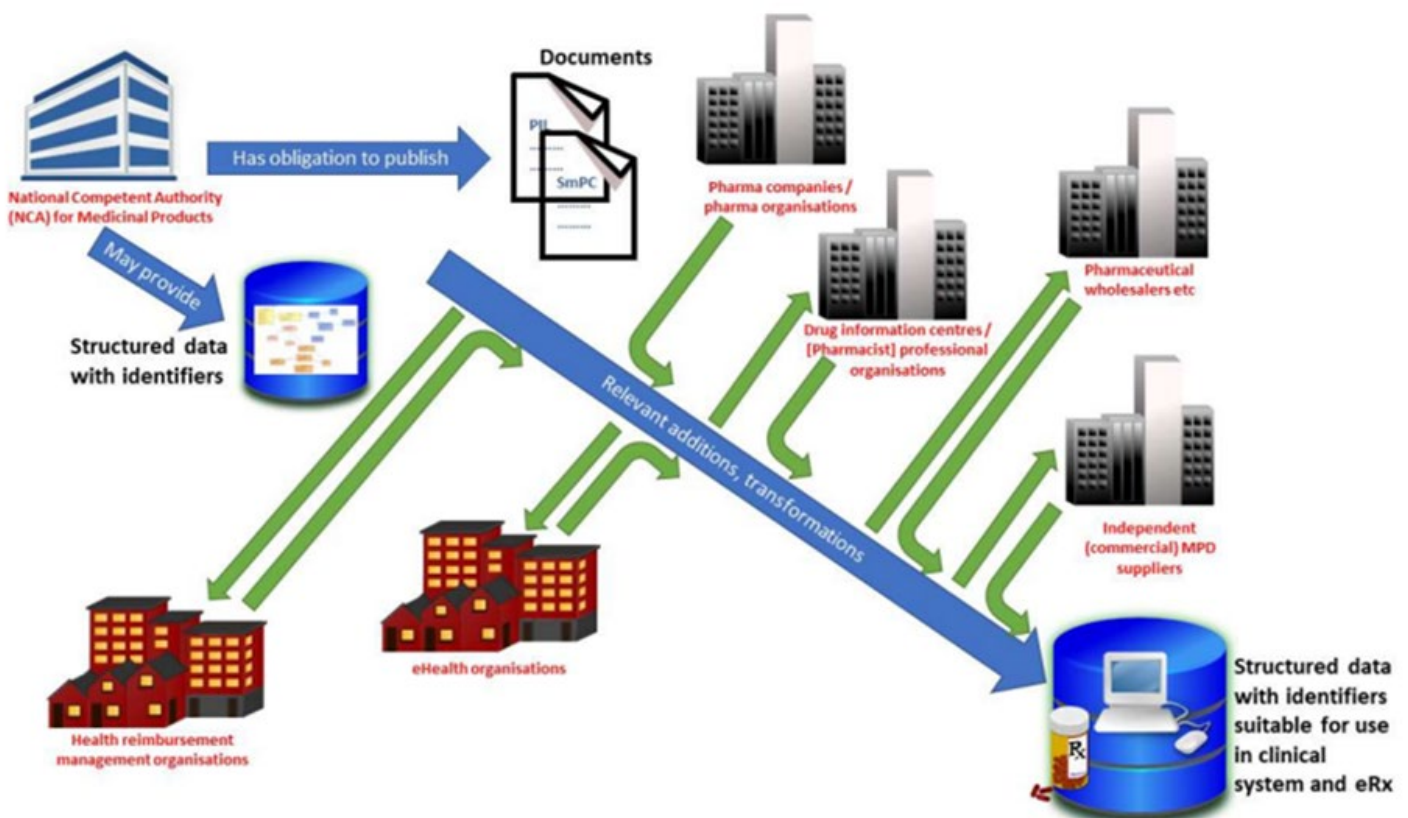 Documents
PIL
SmPC
Has obligation to publish
National Competent Authority
(NCA) for Medicinal Products
May provide
Structured data
with identifiers
Pharma companies /
pharma organisations
Pharmaceutical
wholesalers etc
Drug information centres /
[Pharmacist] professional
organisations
Relevant additions, transformations
Independent
(commercial) MPD
suppliers
eHealth organisations
Health reimbursement
management organisations
Rx
Structured data
with identifiers
suitable for use
in clinical
system and eRx